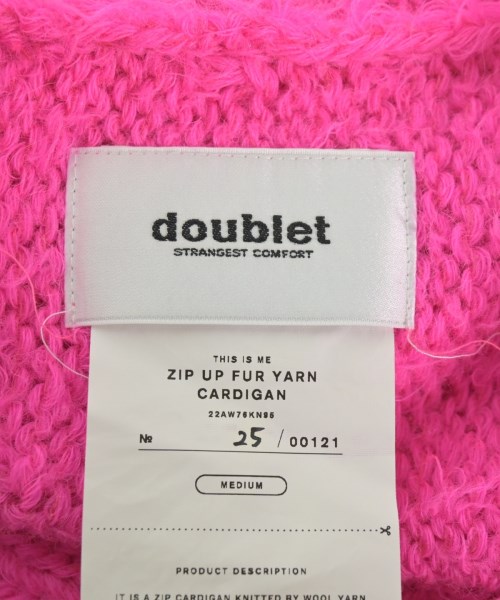 doublet
STRANGEST COMFORT
THIS IS ME
ZIP UP FUR YARN
CARDIGAN
22AW76KN95
№ 25 / 00121
MEDIUM
PRODUCT DESCRIPTION
IT IS A ZIP CARDIGAN KNITTED BY WOOL YARN